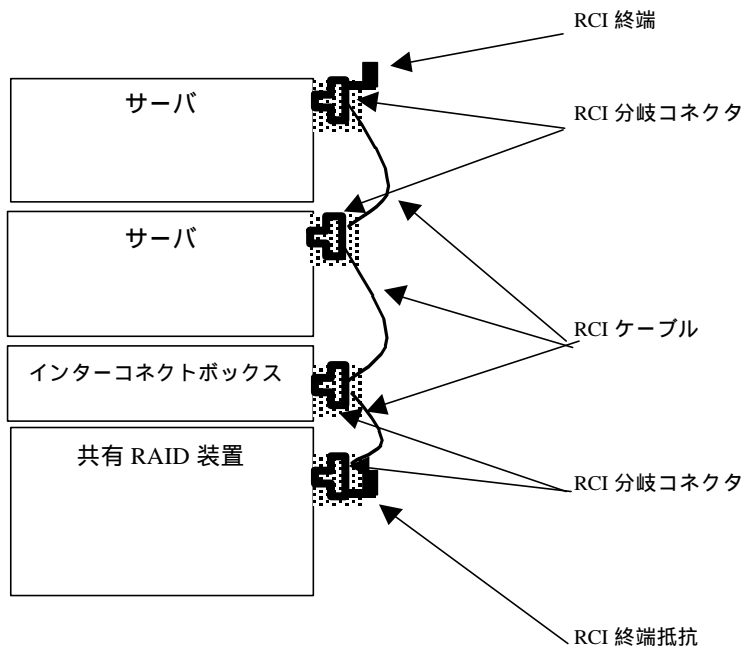 RCI 終端
サーバ
RCI 分岐コネクタ
サーバ
RCI ケーブル
インターコネクトボックス
共有 RAID 装置
RCI 分岐コネクタ
RCI 終端抵抗